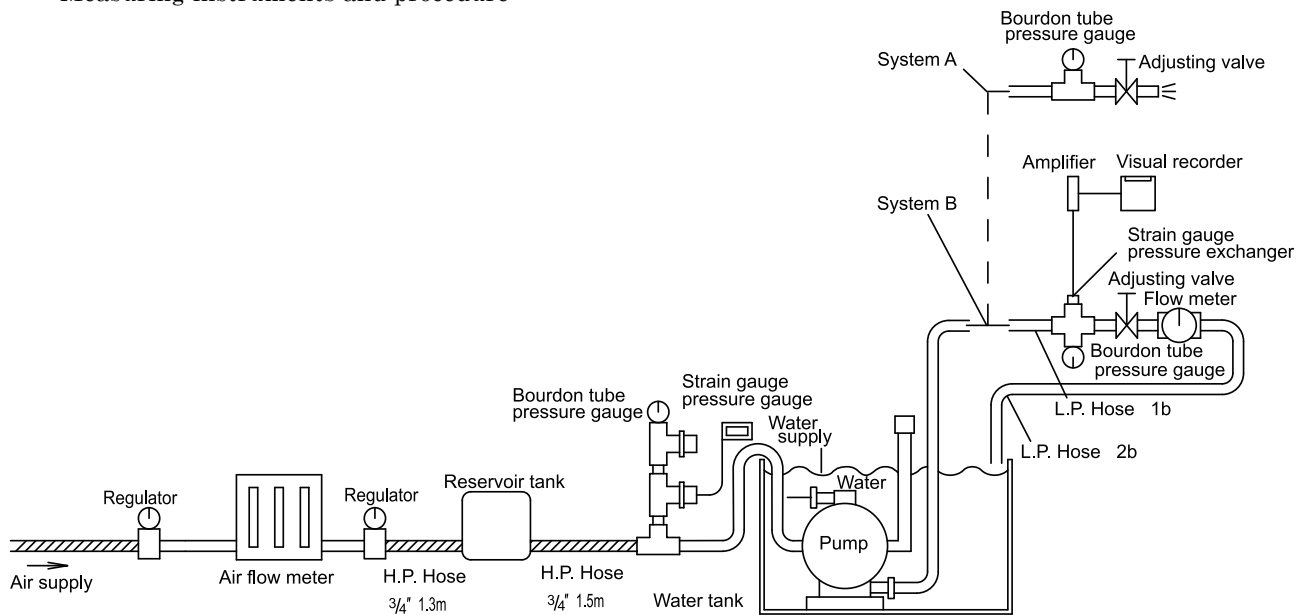 Measuring instruments and procedure
Bourdon tube
pressure gauge
System A
Adjusting valve
Amplifier
Visual recorder
System B
Strain gauge
pressure exchanger
Adjusting valve
Flow meter
Bourdon tube
pressure gauge
L.P. Hose 1b
L.P. Hose 2b
Bourdon tube
pressure gauge
Strain gauge
pressure gauge
Water
supply
Water
Pump
Water tank
Reservoir tank
Regulator
Regulator
Air supply
Air flow meter
H.P. Hose
3/4" 1.3m
H.P. Hose
3/4" 1.5m